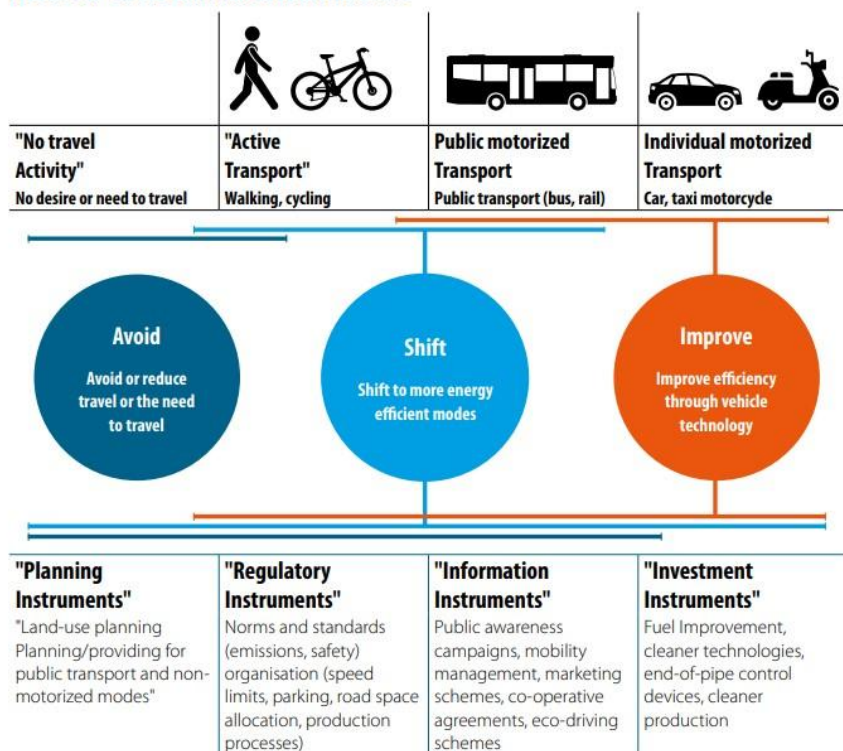 "No travel
Activity"
No desire or need to travel
"Active
Transport"
Walking, cycling
Public motorized
Transport
Public transport (bus, rail)
Individual motorized
Transport
Car, taxi motorcycle
Avoid
Avoid or reduce
travel or the need
to travel
Shift
Shift to more energy
efficient modes
Improve
Improve efficiency
through vehicle
technology
"Planning
Instruments"
"Land-use planning
Planning/providing for
public transport and non-
motorized modes"
"Regulatory
Instruments"
Norms and standards
(emissions, safety)
organisation (speed
limits, parking, road space
allocation, production
processes)
"Information
Instruments"
Public awareness
campaigns, mobility
management, marketing
schemes, co-operative
agreements, eco-driving
schemes
"Investment
Instruments"
Fuel Improvement,
cleaner technologies,
end-of-pipe control
devices, cleaner
production